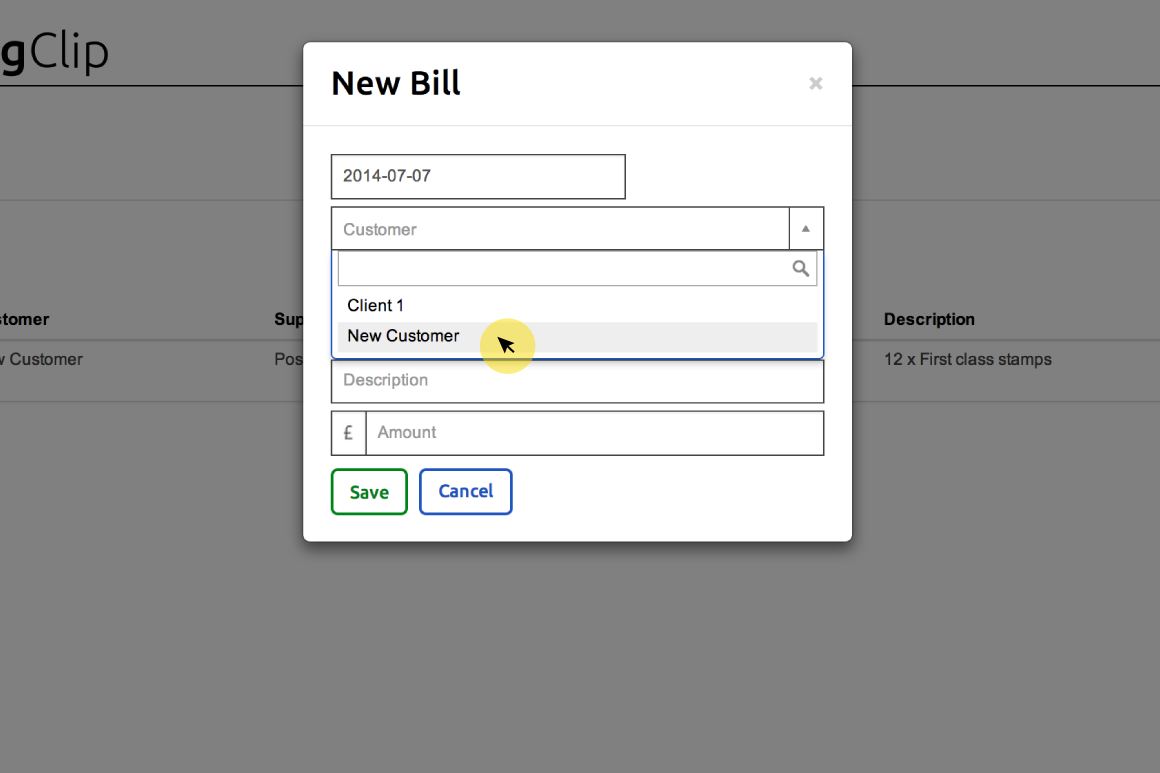 gClip
New Bill
×
2014-07-07
Customer
Client 1
New Customer
Description
£ Amount
Save Cancel
stomer Sup Description
w Customer Pos 12 x First class stamps